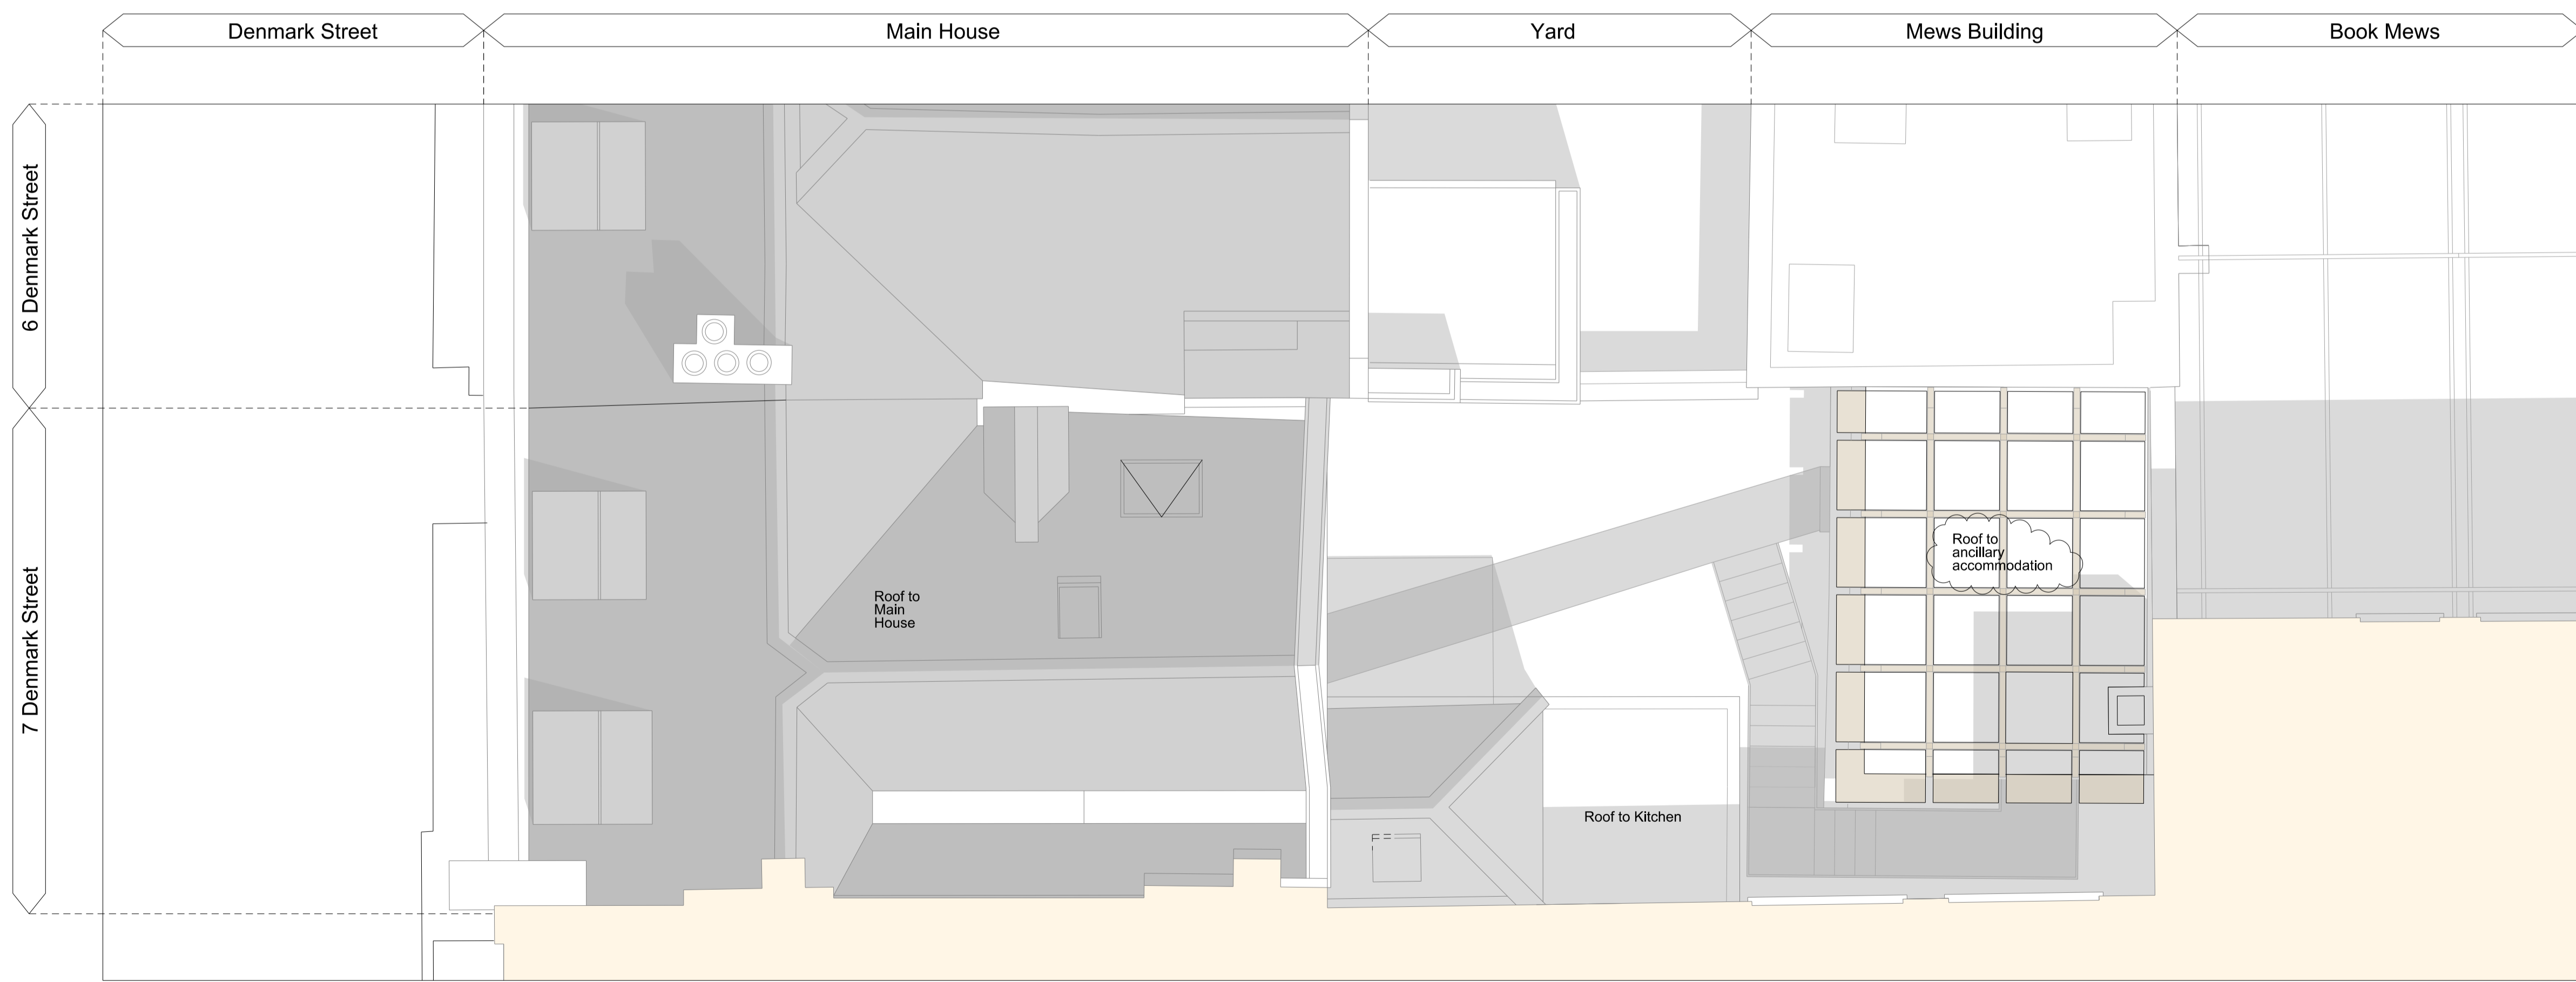 Denmark Street
Main House
Yard
Mews Building
Book Mews
6 Denmark Street
7 Denmark Street
Roof to
Main
House
Roof to
ancillary
accommodation
Roof to Kitchen